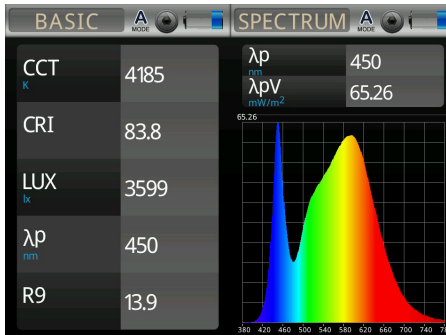 BASIC
A
MODE
CCT
K
4185
CRI
83.8
LUX
lx
3599
λp
nm
450
R9
13.9
SPECTRUM
A
MODE
λp
nm
450
λpV
mW/m²
65.26
65.26
380 420 460 500 540 580 620 660 700 740